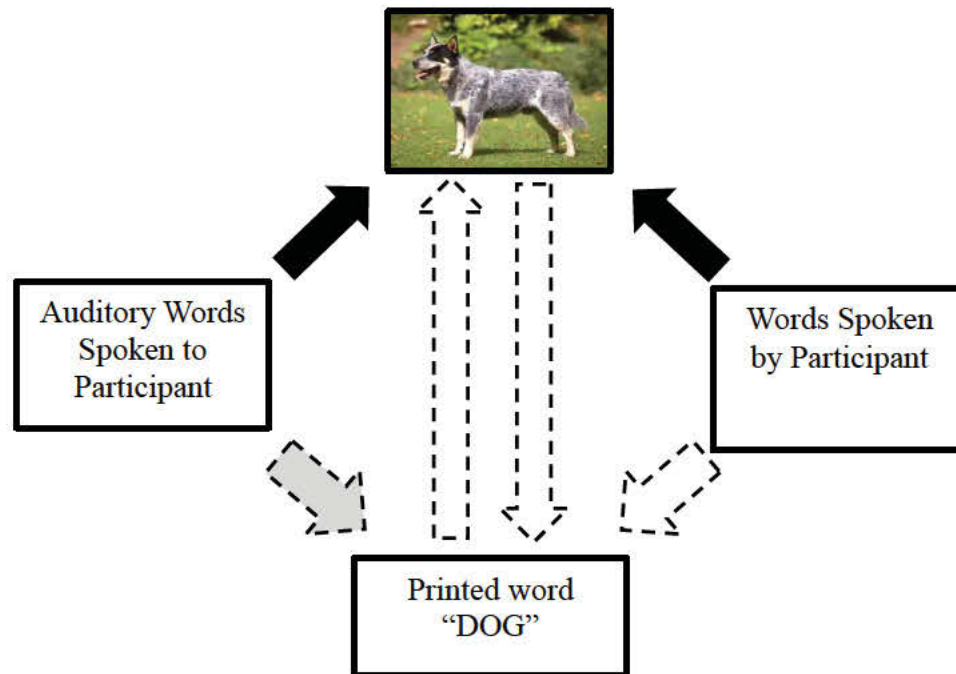 Auditory Words
Spoken to
Participant
Words Spoken
by Participant
Printed word
“DOG”